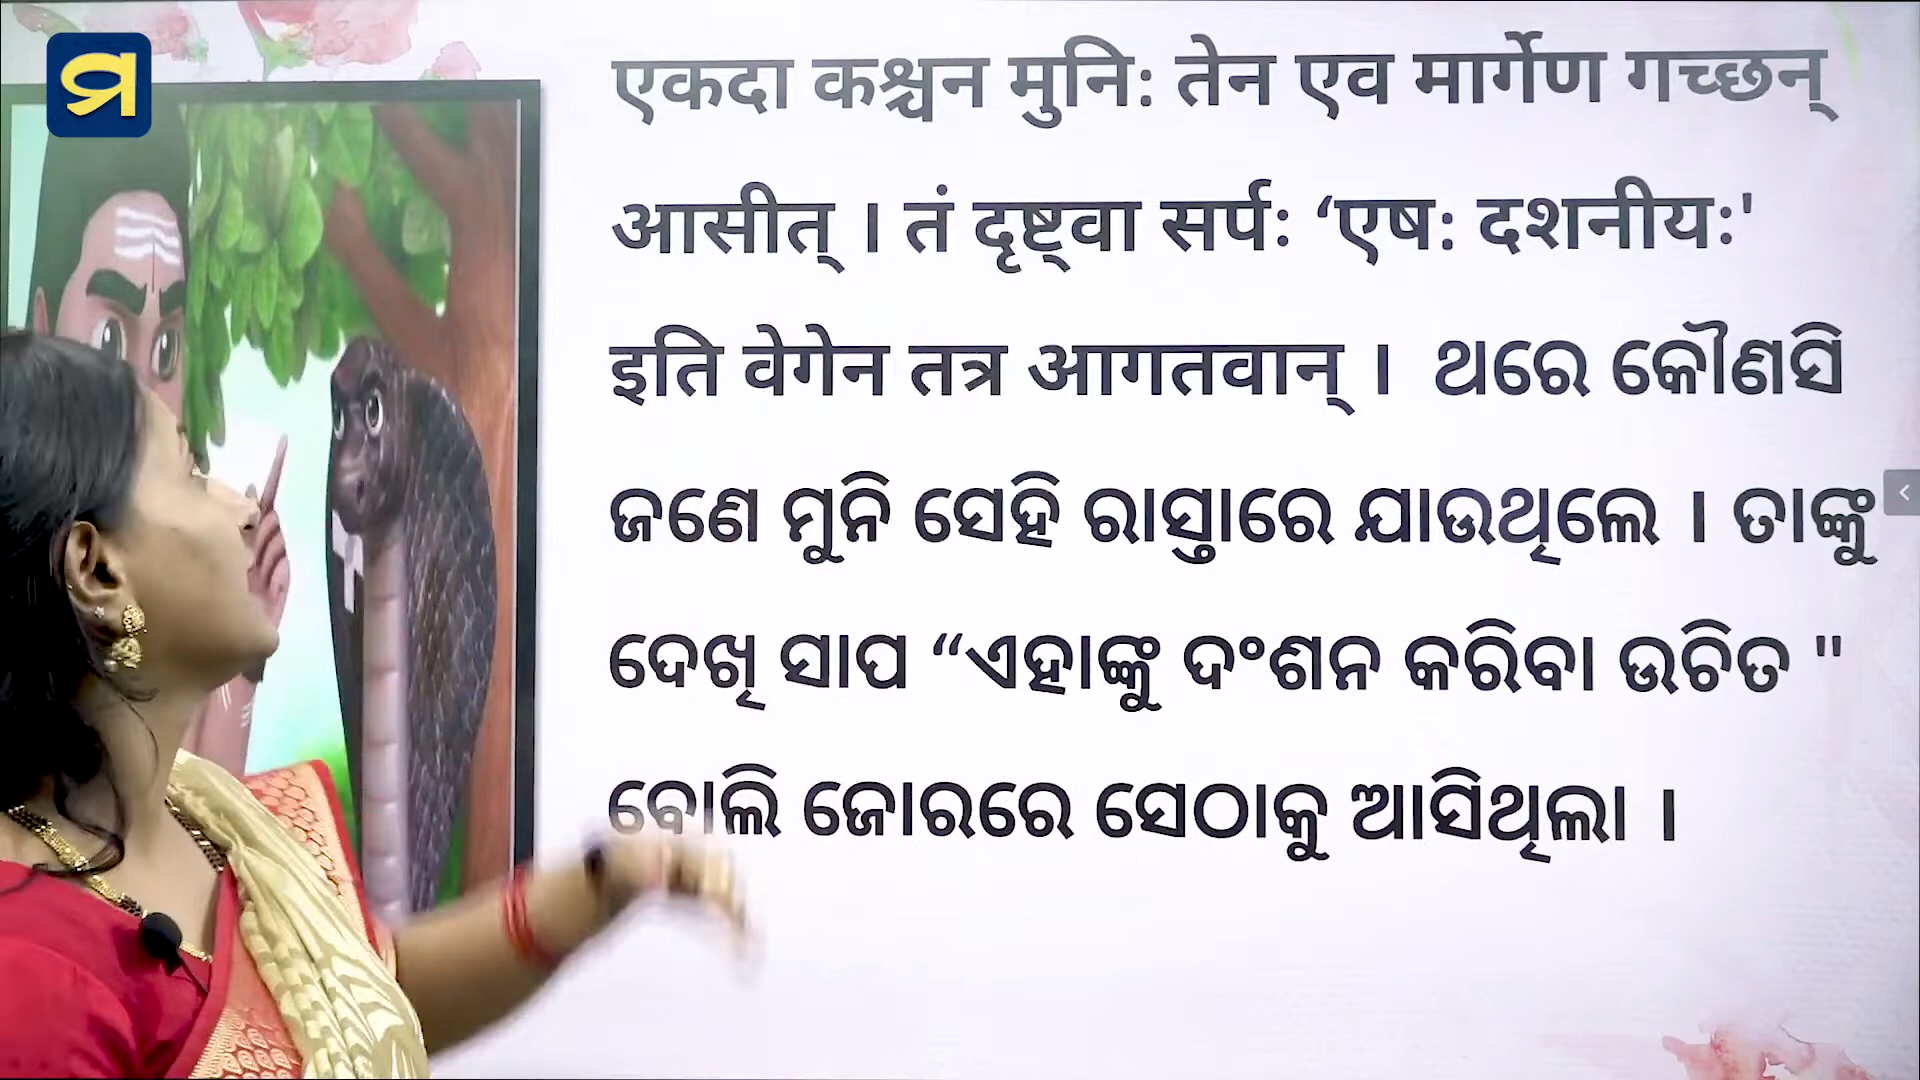 ମ
एकदा कश्चन मुनि: तेन एव मार्गेण गच्छन्
आसीत् । तं दृष्ट्वा सर्पः ‘एष: दशनीयः'
इति वेगेन तत्र आगतवान् । ଥରେ କୌଣସି
ଜଣେ ମୁନି ସେହି ରାସ୍ତାରେ ଯାଉଥିଲେ । ତାଙ୍କୁ
ଦେଖି ସାପ “ଏହାଙ୍କୁ ଦଂଶନ କରିବା ଉଚିତ "
ବୋଲି ଜୋରରେ ସେଠାକୁ ଆସିଥିଲା ।